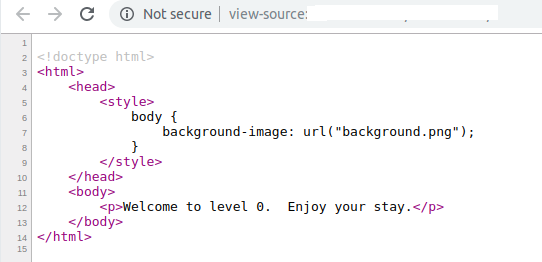 Not secure | view-source:
1
2 <!doctype html>
3 <html>
4 <head>
5 <style>
6 body {
7 background-image: url("background.png");
8 }
9 </style>
10 </head>
11 <body>
12 <p>Welcome to level 0.  Enjoy your stay.</p>
13 </body>
14 </html>
15